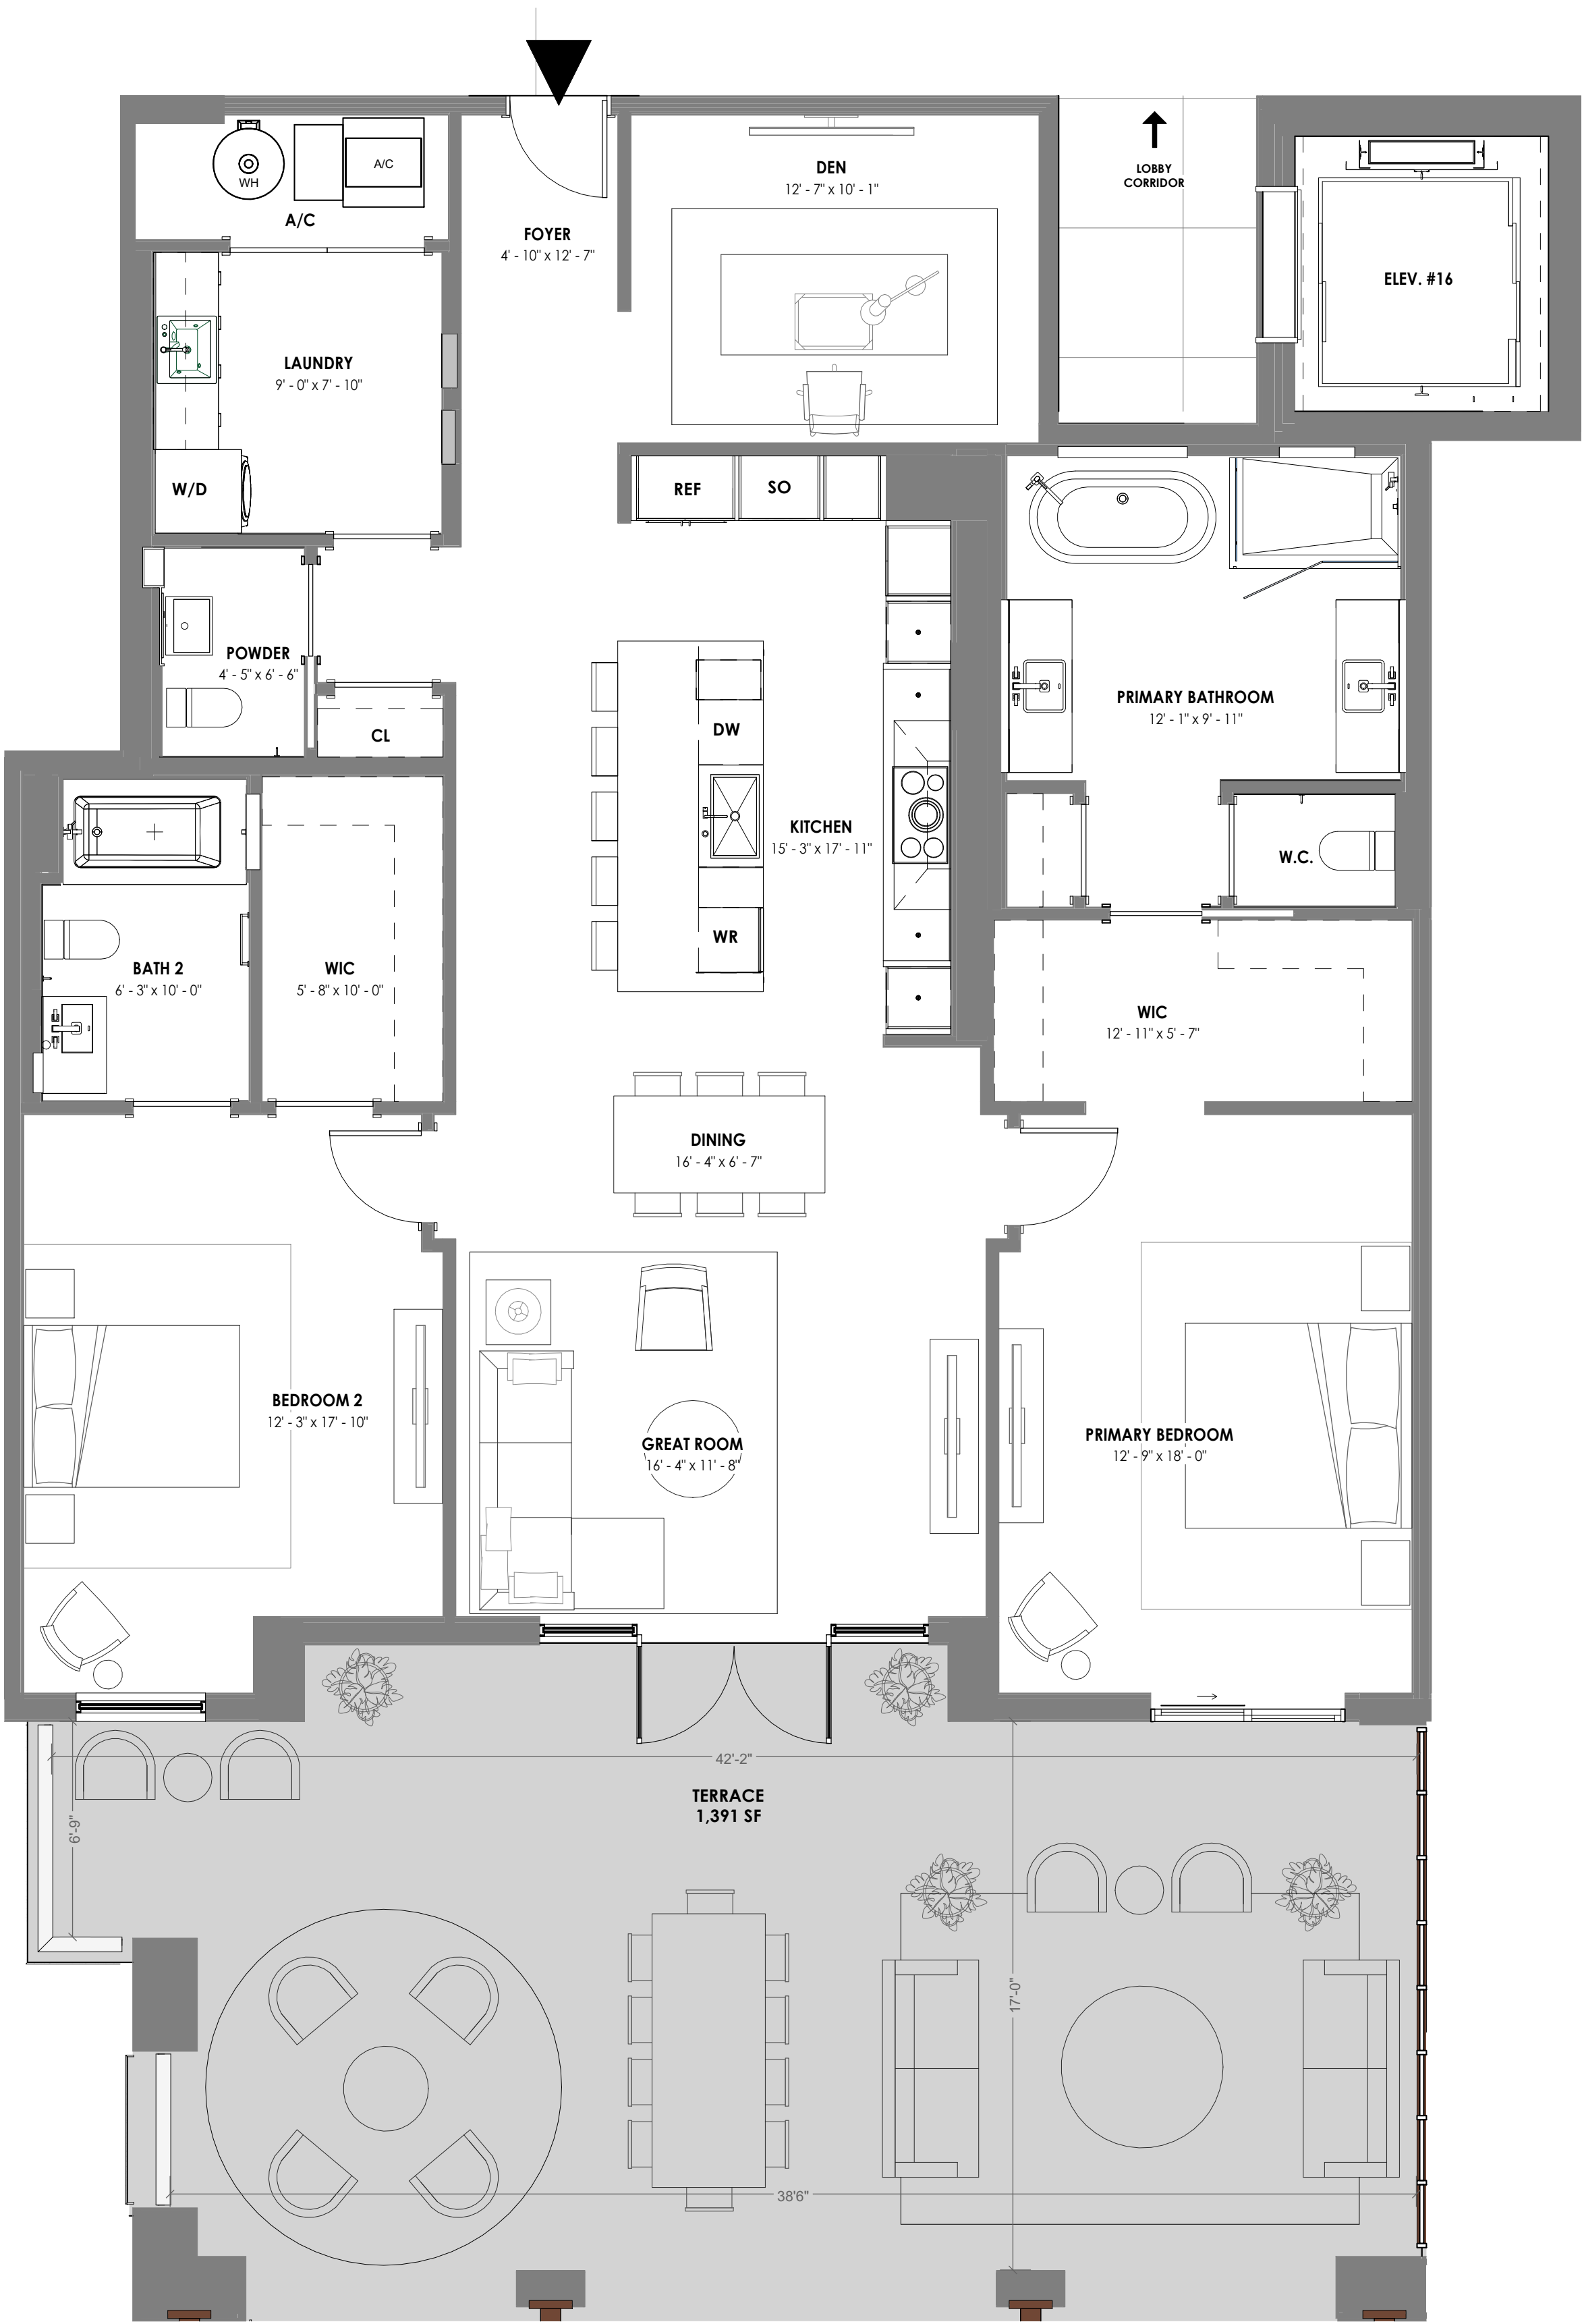 WH
A/C
A/C
FOYER
4' - 10" x 12' - 7"
DEN
12' - 7" x 10' - 1"
LOBBY
CORRIDOR
ELEV. #16
LAUNDRY
9' - 0" x 7' - 10"
W/D
REF
SO
POWDER
4' - 5" x 6' - 6"
CL
DW
KITCHEN
15' - 3" x 17' - 11"
WR
PRIMARY BATHROOM
12' - 1" x 9' - 11"
W.C.
BATH 2
6' - 3" x 10' - 0"
WIC
5' - 8" x 10' - 0"
WIC
12' - 11" x 5' - 7"
DINING
16' - 4" x 6' - 7"
BEDROOM 2
12' - 3" x 17' - 10"
GREAT ROOM
16' - 4" x 11' - 8"
PRIMARY BEDROOM
12' - 9" x 18' - 0"
42'-2"
TERRACE
1,391 SF
6'-9"
17'-0"
38'6"